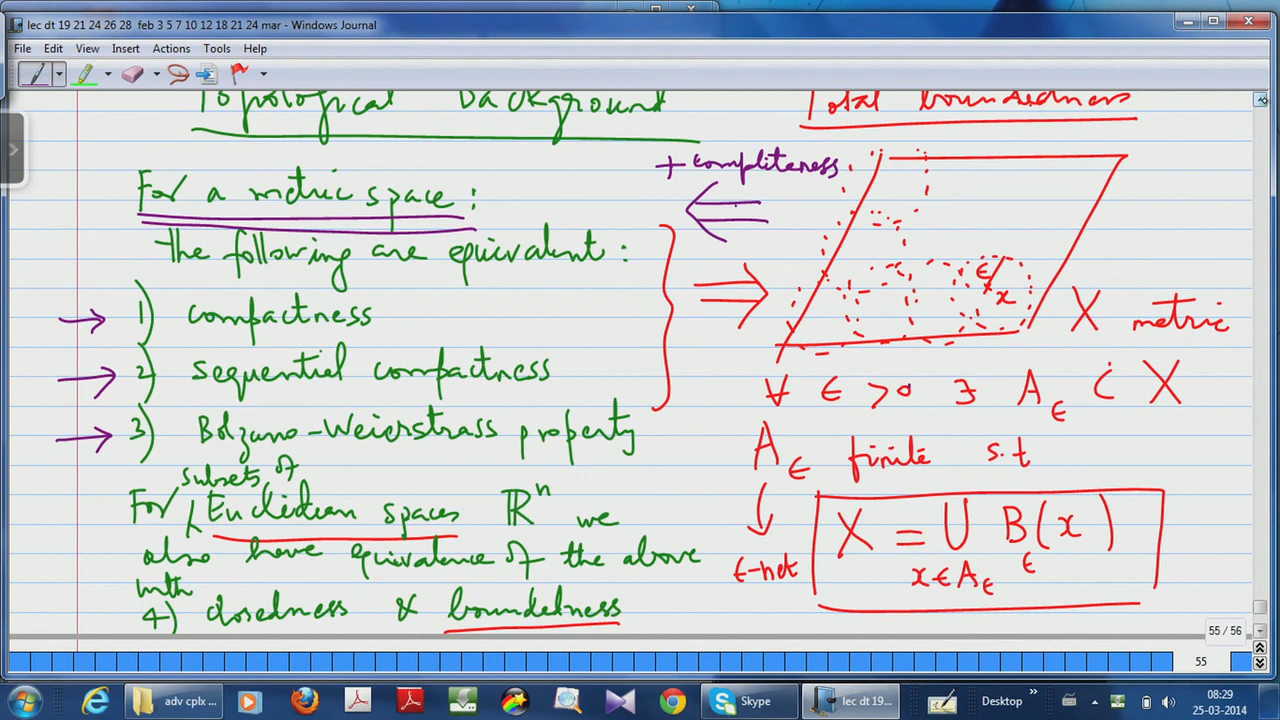 lec dt 19 21 24 26 28 feb 3 5 7 10 12 18 21 24 mar - Windows Journal
File Edit View Insert Actions Tools Help
Topological Background
For a metric space :
the following are equivalent :
1) compactness
2) sequential compactness
3) Bolzano-Weierstrass property
subsets of
For Euclidean spaces ℝⁿ we
also have equivalence of the above
with
4) closedness & boundedness
Total boundedness
+ completeness
⇐
⇒
ϵ
x
X metric
∀ ϵ > 0 ∃ A_ϵ ⊂ X
A_ϵ finite s.t
ϵ-net
X = ∪ B_ϵ(x)
x ∈ A_ϵ
55 / 56
55
adv cplx ...
Skype
lec dt 19...
Desktop
08:29
25-03-2014